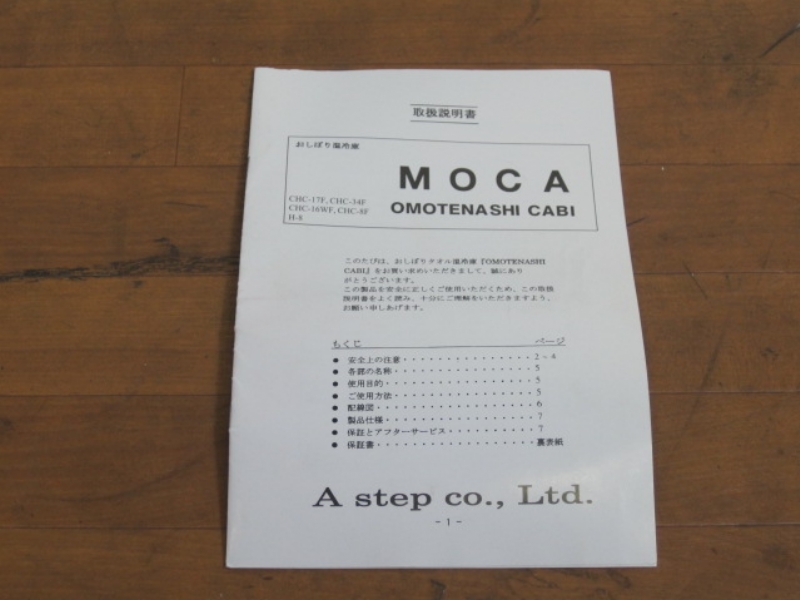 取扱説明書
おしぼり温冷庫
MOCA
CHC-17F, CHC-34F
CHC-16WF, CHC-8F
H-8
OMOTENASHI CABI
このたびは、おしぼりタオル温冷庫『OMOTENASHI
CABI』をお買い求めいただきまして、誠にあり
がとうございます。
この製品を安全に正しくご使用いただくため、この取扱
説明書をよく読み、十分にご理解をいただきますよう、
お願い申しあげます。
もくじ ページ
● 安全上の注意・・・・・・・・・・・・・・2～4
● 各部の名称・・・・・・・・・・・・・・・5
● 使用目的・・・・・・・・・・・・・・・・5
● ご使用方法・・・・・・・・・・・・・・・5
● 配線図・・・・・・・・・・・・・・・・・6
● 製品仕様・・・・・・・・・・・・・・・・7
● 保証とアフターサービス・・・・・・・・・7
● 保証書・・・・・・・・・・・・・・・・・裏表紙
A step co., Ltd.
－1－